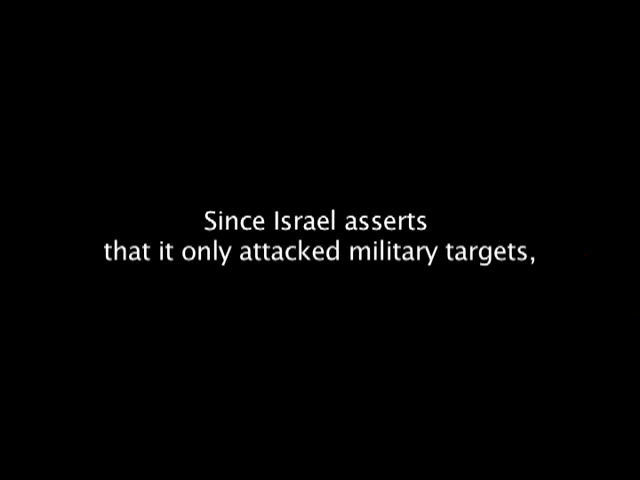 Since Israel asserts
that it only attacked military targets,